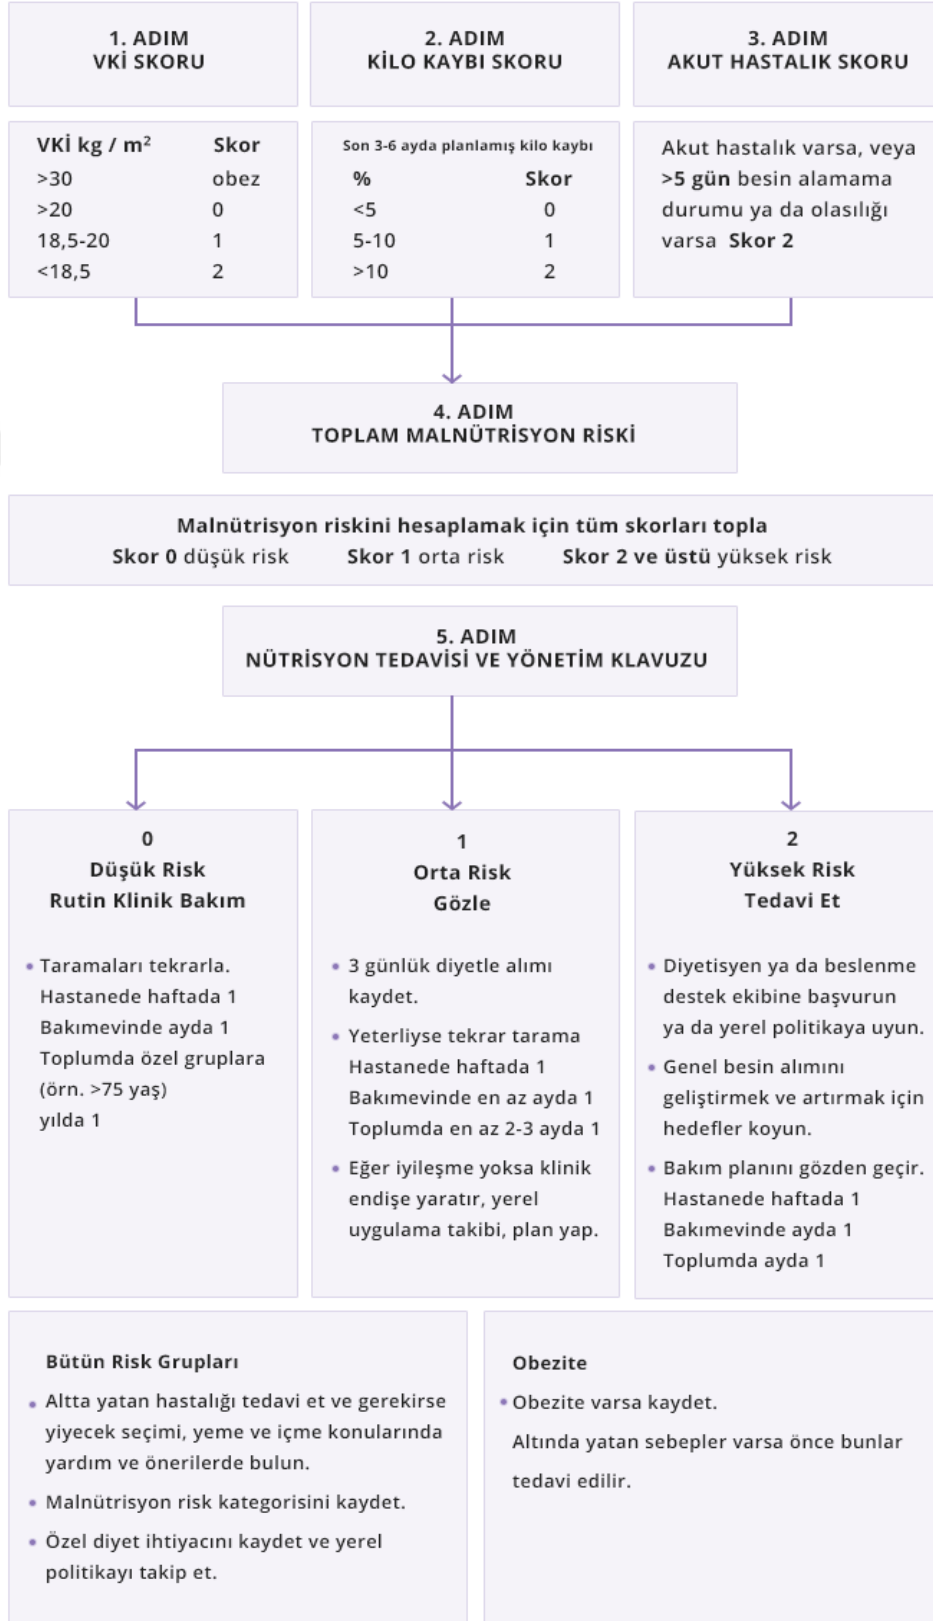 1. ADIM
VKİ SKORU
2. ADIM
KİLO KAYBI SKORU
3. ADIM
AKUT HASTALIK SKORU
VKİ kg / m² Skor
>30 obez
>20 0
18,5-20 1
<18,5 2
Son 3-6 ayda planlamış kilo kaybı
% Skor
<5 0
5-10 1
>10 2
Akut hastalık varsa, veya
>5 gün besin alamama
durumu ya da olasılığı
varsa Skor 2
4. ADIM
TOPLAM MALNÜTRİSYON RİSKİ
Malnütrisyon riskini hesaplamak için tüm skorları topla
Skor 0 düşük risk Skor 1 orta risk Skor 2 ve üstü yüksek risk
5. ADIM
NÜTRİSYON TEDAVİSİ VE YÖNETİM KLAVUZU
0
Düşük Risk
Rutin Klinik Bakım
• Taramaları tekrarla.
Hastanede haftada 1
Bakımevinde ayda 1
Toplumda özel gruplara
(örn. >75 yaş)
yılda 1
1
Orta Risk
Gözle
• 3 günlük diyetle alımı
kaydet.
• Yeterliyse tekrar tarama
Hastanede haftada 1
Bakımevinde en az ayda 1
Toplumda en az 2-3 ayda 1
• Eğer iyileşme yoksa klinik
endişe yaratır, yerel
uygulama takibi, plan yap.
2
Yüksek Risk
Tedavi Et
• Diyetisyen ya da beslenme
destek ekibine başvurun
ya da yerel politikaya uyun.
• Genel besin alımını
geliştirmek ve artırmak için
hedefler koyun.
• Bakım planını gözden geçir.
Hastanede haftada 1
Bakımevinde ayda 1
Toplumda ayda 1
Bütün Risk Grupları
• Altta yatan hastalığı tedavi et ve gerekirse
yiyecek seçimi, yeme ve içme konularında
yardım ve önerilerde bulun.
• Malnütrisyon risk kategorisini kaydet.
• Özel diyet ihtiyacını kaydet ve yerel
politikayı takip et.
Obezite
• Obezite varsa kaydet.
Altında yatan sebepler varsa önce bunlar
tedavi edilir.